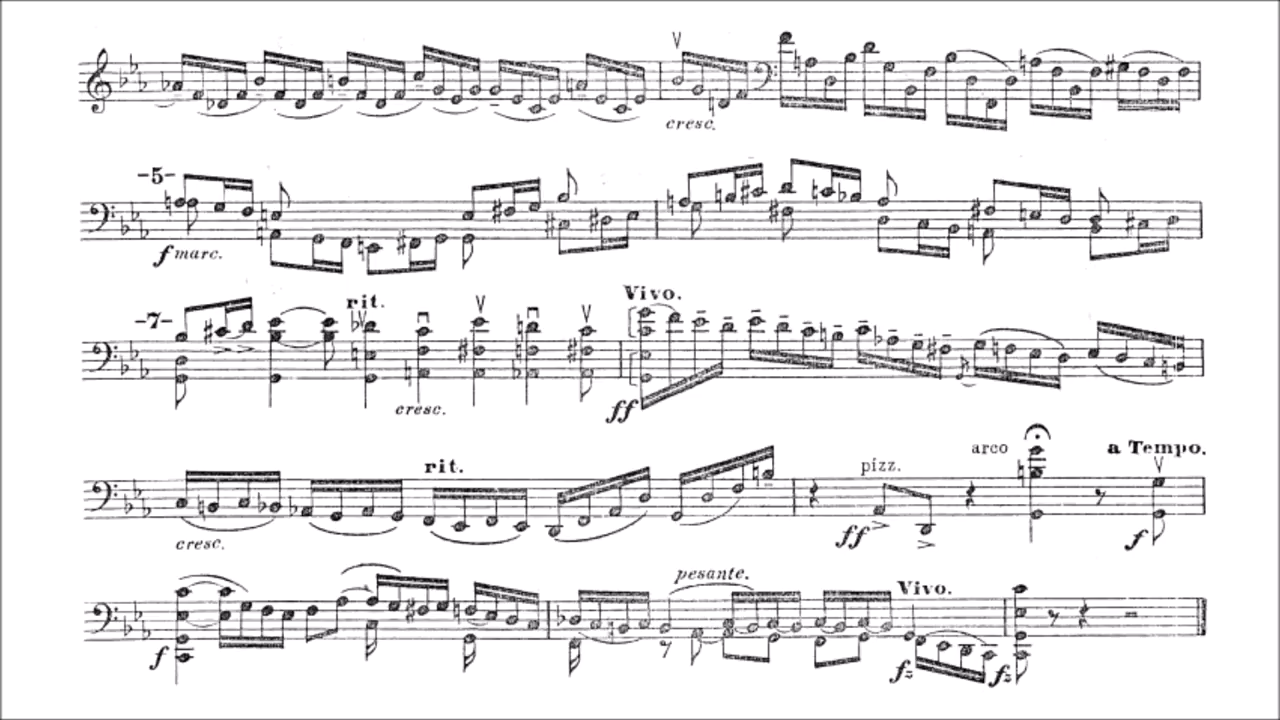 cresc.
-5-
f marc.
-7- rit. Vivo.
cresc. ff
rit. pizz. arco a Tempo.
cresc. ff f
pesante. Vivo.
f fz fz